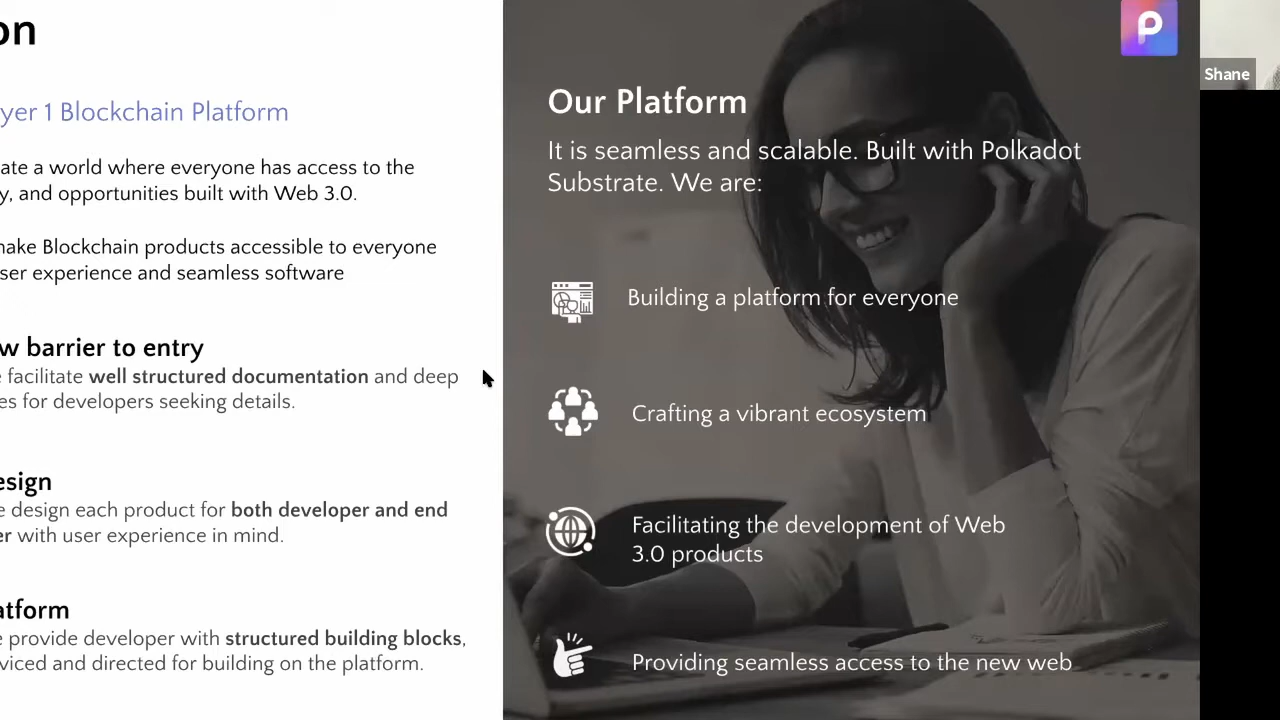 on
yer 1 Blockchain Platform
ate a world where everyone has access to the
y, and opportunities built with Web 3.0.
nake Blockchain products accessible to everyone
ser experience and seamless software
w barrier to entry
e facilitate well structured documentation and deep
es for developers seeking details.
esign
e design each product for both developer and end
er with user experience in mind.
atform
e provide developer with structured building blocks,
viced and directed for building on the platform.
P
Our Platform
It is seamless and scalable. Built with Polkadot
Substrate. We are:
Building a platform for everyone
Crafting a vibrant ecosystem
Facilitating the development of Web
3.0 products
Providing seamless access to the new web
Shane